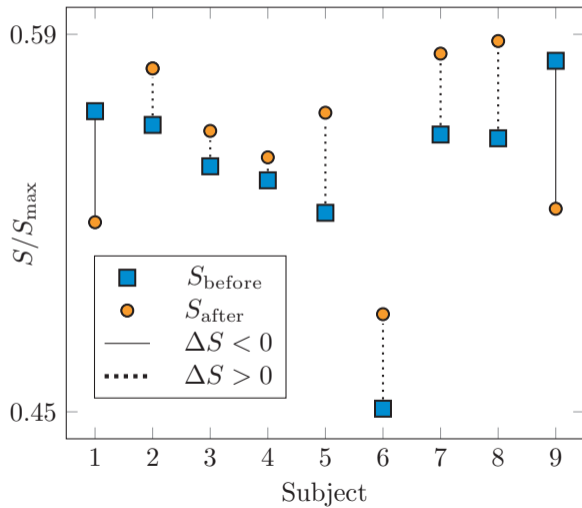 0.59
S/S_max
0.45
S_before
S_after
ΔS < 0
ΔS > 0
1 2 3 4 5 6 7 8 9
Subject